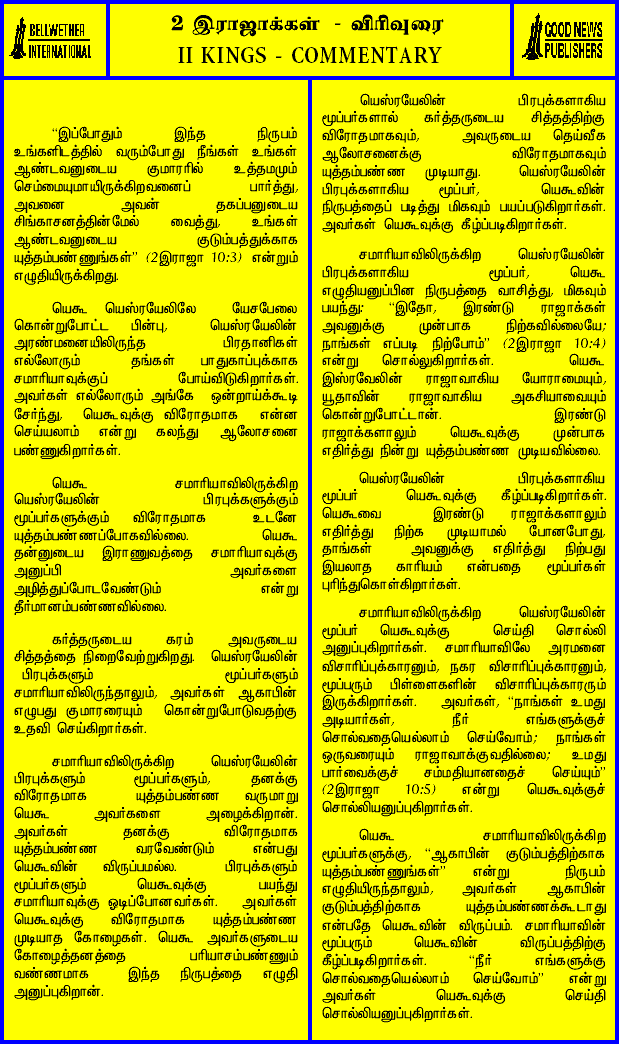 BELLWETHER
INTERNATIONAL
2 இராஜாக்கள் - விரிவுரை
II KINGS - COMMENTARY
GOOD NEWS
PUBLISHERS
“இப்போதும் இந்த நிருபம்
உங்களிடத்தில் வரும்போது நீங்கள் உங்கள்
ஆண்டவனுடைய குமாரரில் உத்தமமும்
செம்மையுமாயிருக்கிறவனைப் பார்த்து,
அவனை அவன் தகப்பனுடைய
சிங்காசனத்தின்மேல் வைத்து, உங்கள்
ஆண்டவனுடைய குடும்பத்துக்காக
யுத்தம்பண்ணுங்கள்” (2இராஜா 10:3) என்றும்
எழுதியிருக்கிறது.
யெகூ யெஸ்ரயேலிலே யேசபேலை
கொன்றுபோட்ட பின்பு, யெஸ்ரயேலின்
அரண்மனையிலிருந்த பிரதானிகள்
எல்லோரும் தங்கள் பாதுகாப்புக்காக
சமாரியாவுக்குப் போய்விடுகிறார்கள்.
அவர்கள் எல்லோரும் அங்கே ஒன்றாய்க்கூடி
சேர்ந்து, யெகூவுக்கு விரோதமாக என்ன
செய்யலாம் என்று கலந்து ஆலோசனை
பண்ணுகிறார்கள்.
யெகூ சமாரியாவிலிருக்கிற
யெஸ்ரயேலின் பிரபுக்களுக்கும்
மூப்பர்களுக்கும் விரோதமாக உடனே
யுத்தம்பண்ணப்போகவில்லை. யெகூ
தன்னுடைய இராணுவத்தை சமாரியாவுக்கு
அனுப்பி அவர்களை
அழித்துப்போடவேண்டும் என்று
தீர்மானம்பண்ணவில்லை.
கர்த்தருடைய கரம் அவருடைய
சித்தத்தை நிறைவேற்றுகிறது. யெஸ்ரயேலின்
பிரபுக்களும் மூப்பர்களும்
சமாரியாவிலிருந்தாலும், அவர்கள் ஆகாபின்
எழுபது குமாரரையும் கொன்றுபோடுவதற்கு
உதவி செய்கிறார்கள்.
சமாரியாவிலிருக்கிற யெஸ்ரயேலின்
பிரபுக்களும் மூப்பர்களும், தனக்கு
விரோதமாக யுத்தம்பண்ண வருமாறு
யெகூ அவர்களை அழைக்கிறான்.
அவர்கள் தனக்கு விரோதமாக
யுத்தம்பண்ண வரவேண்டும் என்பது
யெகூவின் விருப்பமல்ல. பிரபுக்களும்
மூப்பர்களும் யெகூவுக்கு பயந்து
சமாரியாவுக்கு ஓடிப்போனவர்கள். அவர்கள்
யெகூவுக்கு விரோதமாக யுத்தம்பண்ண
முடியாத கோழைகள். யெகூ அவர்களுடைய
கோழைத்தனத்தை பரியாசம்பண்ணும்
வண்ணமாக இந்த நிருபத்தை எழுதி
அனுப்புகிறான்.
யெஸ்ரயேலின் பிரபுக்களாகிய
மூப்பர்களால் கர்த்தருடைய சித்தத்திற்கு
விரோதமாகவும், அவருடைய தெய்வீக
ஆலோசனைக்கு விரோதமாகவும்
யுத்தம்பண்ண முடியாது. யெஸ்ரயேலின்
பிரபுக்களாகிய மூப்பர், யெகூவின்
நிருபத்தைப் படித்து மிகவும் பயப்படுகிறார்கள்.
அவர்கள் யெகூவுக்கு கீழ்ப்படிகிறார்கள்.
சமாரியாவிலிருக்கிற யெஸ்ரயேலின்
பிரபுக்களாகிய மூப்பர், யெகூ
எழுதியனுப்பின நிருபத்தை வாசித்து, மிகவும்
பயந்து: “இதோ, இரண்டு ராஜாக்கள்
அவனுக்கு முன்பாக நிற்கவில்லையே;
நாங்கள் எப்படி நிற்போம்” (2இராஜா 10:4)
என்று சொல்லுகிறார்கள். யெகூ
இஸ்ரவேலின் ராஜாவாகிய யோராமையும்,
யூதாவின் ராஜாவாகிய அகசியாவையும்
கொன்றுபோட்டான். இரண்டு
ராஜாக்களாலும் யெகூவுக்கு முன்பாக
எதிர்த்து நின்று யுத்தம்பண்ண முடியவில்லை.
யெஸ்ரயேலின் பிரபுக்களாகிய
மூப்பர் யெகூவுக்கு கீழ்ப்படிகிறார்கள்.
யெகூவை இரண்டு ராஜாக்களாலும்
எதிர்த்து நிற்க முடியாமல் போனபோது,
தாங்கள் அவனுக்கு எதிர்த்து நிற்பது
இயலாத காரியம் என்பதை மூப்பர்கள்
புரிந்துகொள்கிறார்கள்.
சமாரியாவிலிருக்கிற யெஸ்ரயேலின்
மூப்பர் யெகூவுக்கு செய்தி சொல்லி
அனுப்புகிறார்கள். சமாரியாவிலே அரமனை
விசாரிப்புக்காரனும், நகர விசாரிப்புக்காரனும்,
மூப்பரும் பிள்ளைகளின் விசாரிப்புக்காரரும்
இருக்கிறார்கள். அவர்கள், “நாங்கள் உமது
அடியார்கள், நீர் எங்களுக்குச்
சொல்வதையெல்லாம் செய்வோம்; நாங்கள்
ஒருவரையும் ராஜாவாக்குவதில்லை; உமது
பார்வைக்குச் சம்மதியானதைச் செய்யும்”
(2இராஜா 10:5) என்று யெகூவுக்குச்
சொல்லியனுப்புகிறார்கள்.
யெகூ சமாரியாவிலிருக்கிற
மூப்பர்களுக்கு, “ஆகாபின் குடும்பத்திற்காக
யுத்தம்பண்ணுங்கள்” என்று நிருபம்
எழுதியிருந்தாலும், அவர்கள் ஆகாபின்
குடும்பத்திற்காக யுத்தம்பண்ணக்கூடாது
என்பதே யெகூவின் விருப்பம். சமாரியாவின்
மூப்பரும் யெகூவின் விருப்பத்திற்கு
கீழ்ப்படிகிறார்கள். “நீர் எங்களுக்கு
சொல்வதையெல்லாம் செய்வோம்” என்று
அவர்கள் யெகூவுக்கு செய்தி
சொல்லியனுப்புகிறார்கள்.